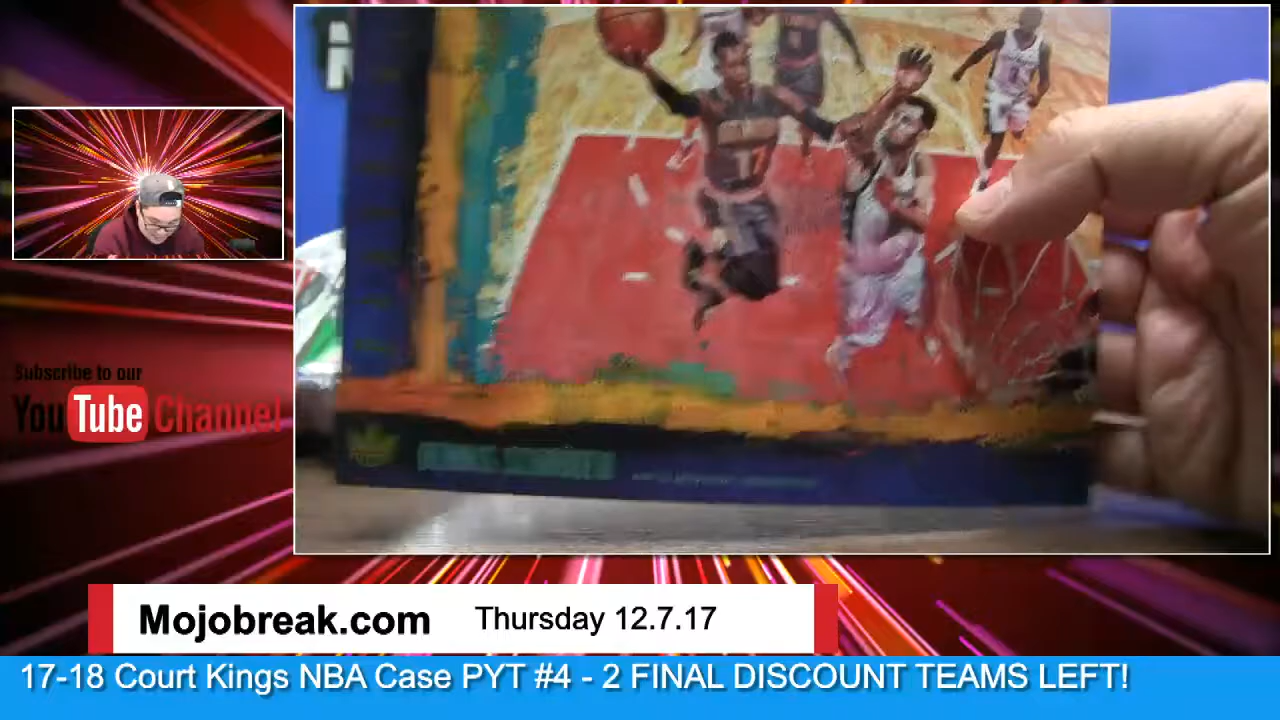 Subscribe to our
YouTube Channel
17
Mojobreak.com
Thursday 12.7.17
17-18 Court Kings NBA Case PYT #4 - 2 FINAL DISCOUNT TEAMS LEFT!